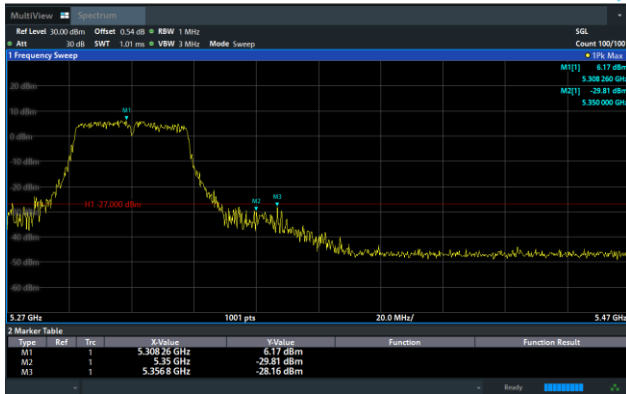 MultiView Spectrum
Ref Level 30.00 dBm Offset 0.54 dB RBW 1 MHz SGL
Att 30 dB SWT 1.01 ms VBW 3 MHz Mode Sweep Count 100/100
1 Frequency Sweep 1Pk Max
M1[1] 6.17 dBm
5.308 260 GHz
M2[1] -29.81 dBm
5.350 000 GHz
20 dBm
10 dBm
M1
0 dBm
-10 dBm
-20 dBm
H1 -27.000 dBm
M2 M3
-40 dBm
-50 dBm
-60 dBm
5.27 GHz 1001 pts 20.0 MHz/ 5.47 GHz
2 Marker Table
Type Ref Trc X-Value Y-Value Function Function Result
M1 1 5.308 26 GHz 6.17 dBm
M2 1 5.35 GHz -29.81 dBm
M3 1 5.356 8 GHz -28.16 dBm
Ready